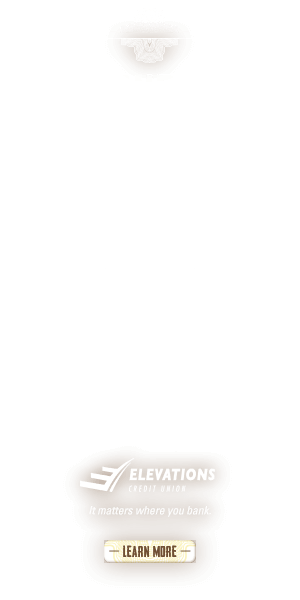 ELEVATIONS
CREDIT UNION
It matters where you bank.
— LEARN MORE —